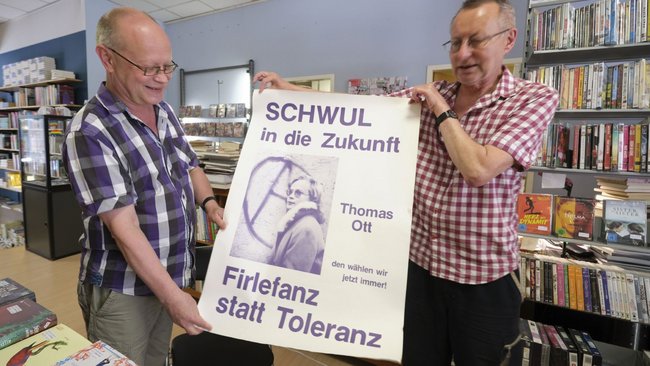 SCHWUL
in die Zukunft
Thomas
Ott
den wählen wir
jetzt immer!
Firlefanz
statt Toleranz